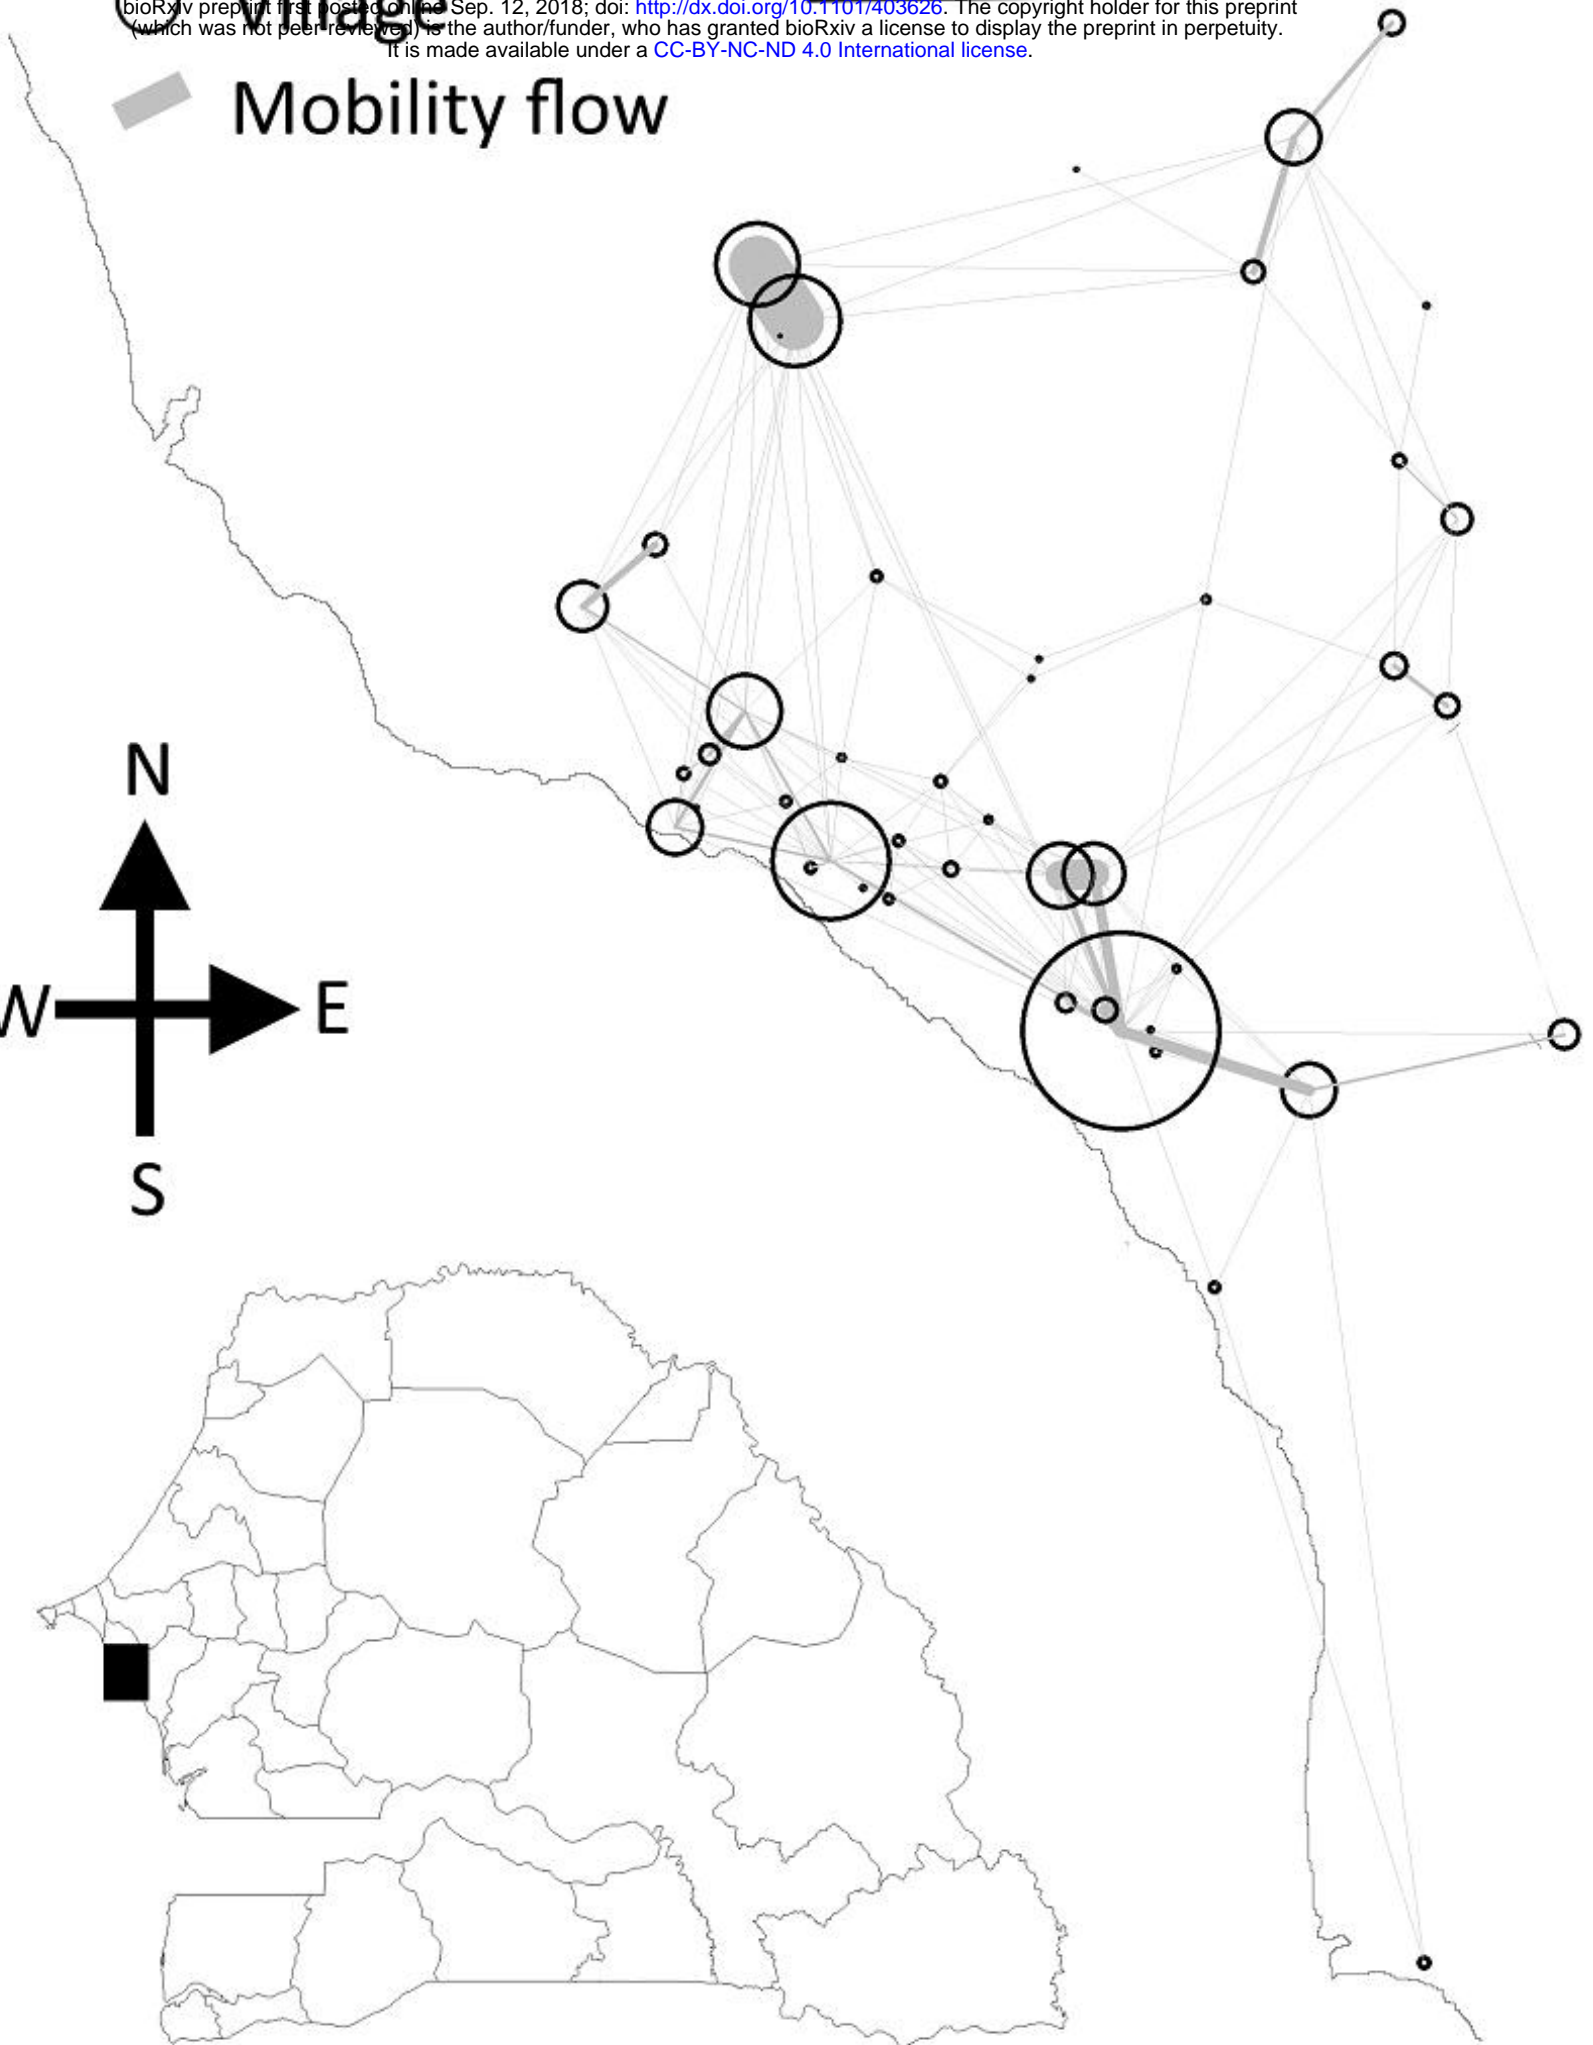 bioRxiv preprint first posted online Sep. 12, 2018; doi: http://dx.doi.org/10.1101/403626. The copyright holder for this preprint
(which was not peer-reviewed) is the author/funder, who has granted bioRxiv a license to display the preprint in perpetuity.
It is made available under a CC-BY-NC-ND 4.0 International license.
Village
Mobility flow
N
W E
S